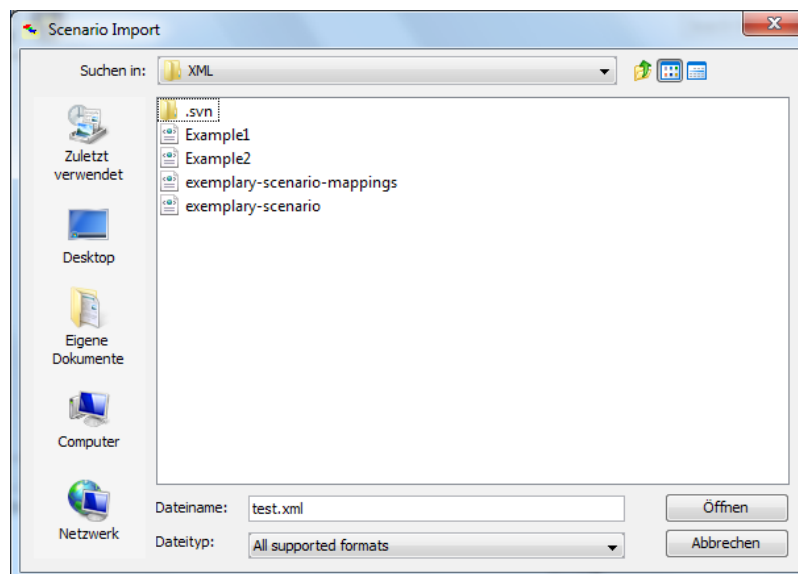 Scenario Import
Suchen in:
XML
.svn
Example1
Example2
exemplary-scenario-mappings
exemplary-scenario
Zuletzt
verwendet
Desktop
Eigene
Dokumente
Computer
Netzwerk
Dateiname:
test.xml
Öffnen
Dateityp:
All supported formats
Abbrechen